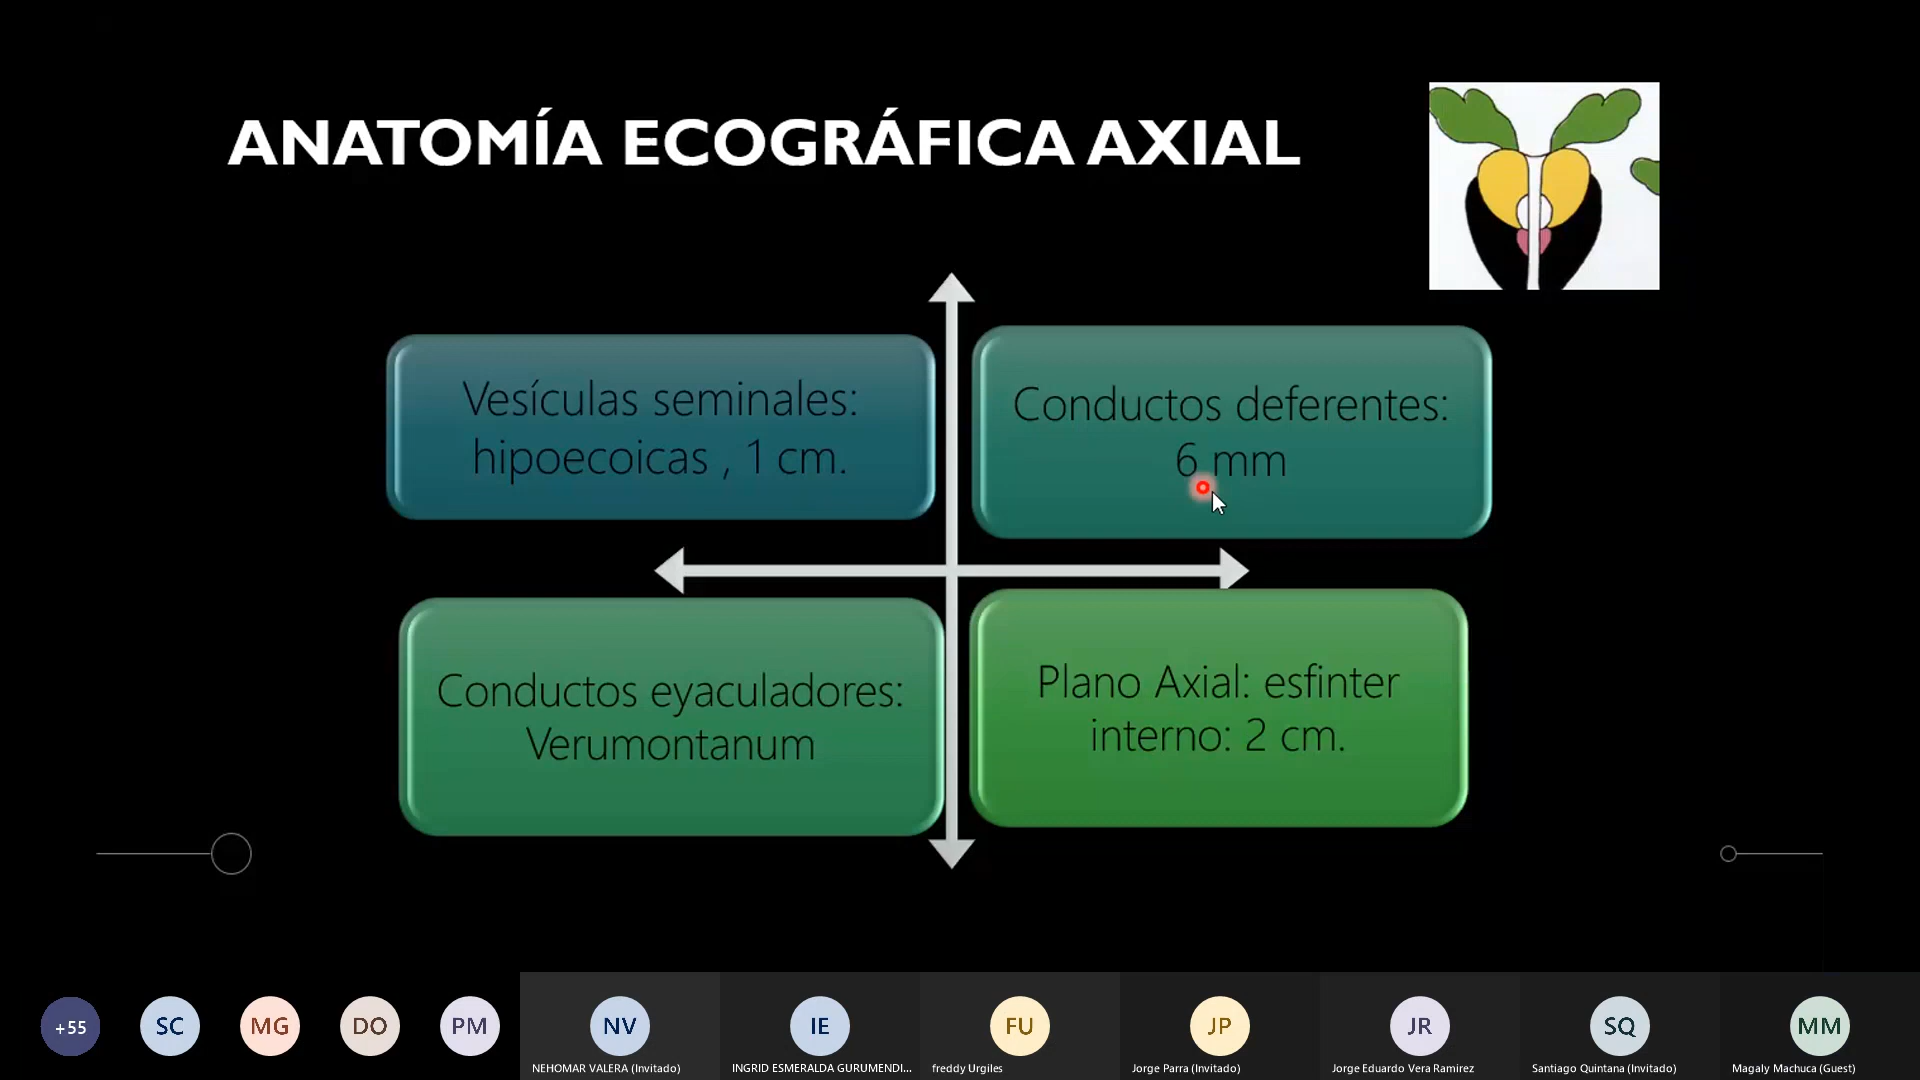 ANATOMÍA ECOGRÁFICA AXIAL
Vesículas seminales:
hipoecoicas , 1 cm.
Conductos deferentes:
6 mm
Conductos eyaculadores:
Verumontanum
Plano Axial: esfinter
interno: 2 cm.
+55
SC
MG
DO
PM
NV
IE
FU
JP
JR
SQ
MM
NEHOMAR VALERA (Invitado)
INGRID ESMERALDA GURUMENDI...
freddy Urgiles
Jorge Parra (Invitado)
Jorge Eduardo Vera Ramirez
Santiago Quintana (Invitado)
Magaly Machuca (Guest)